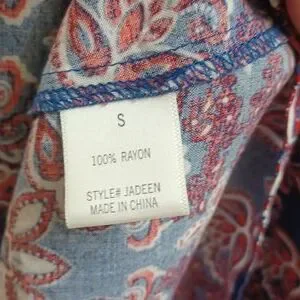 S
100% RAYON
STYLE# JADEEN
MADE IN CHINA